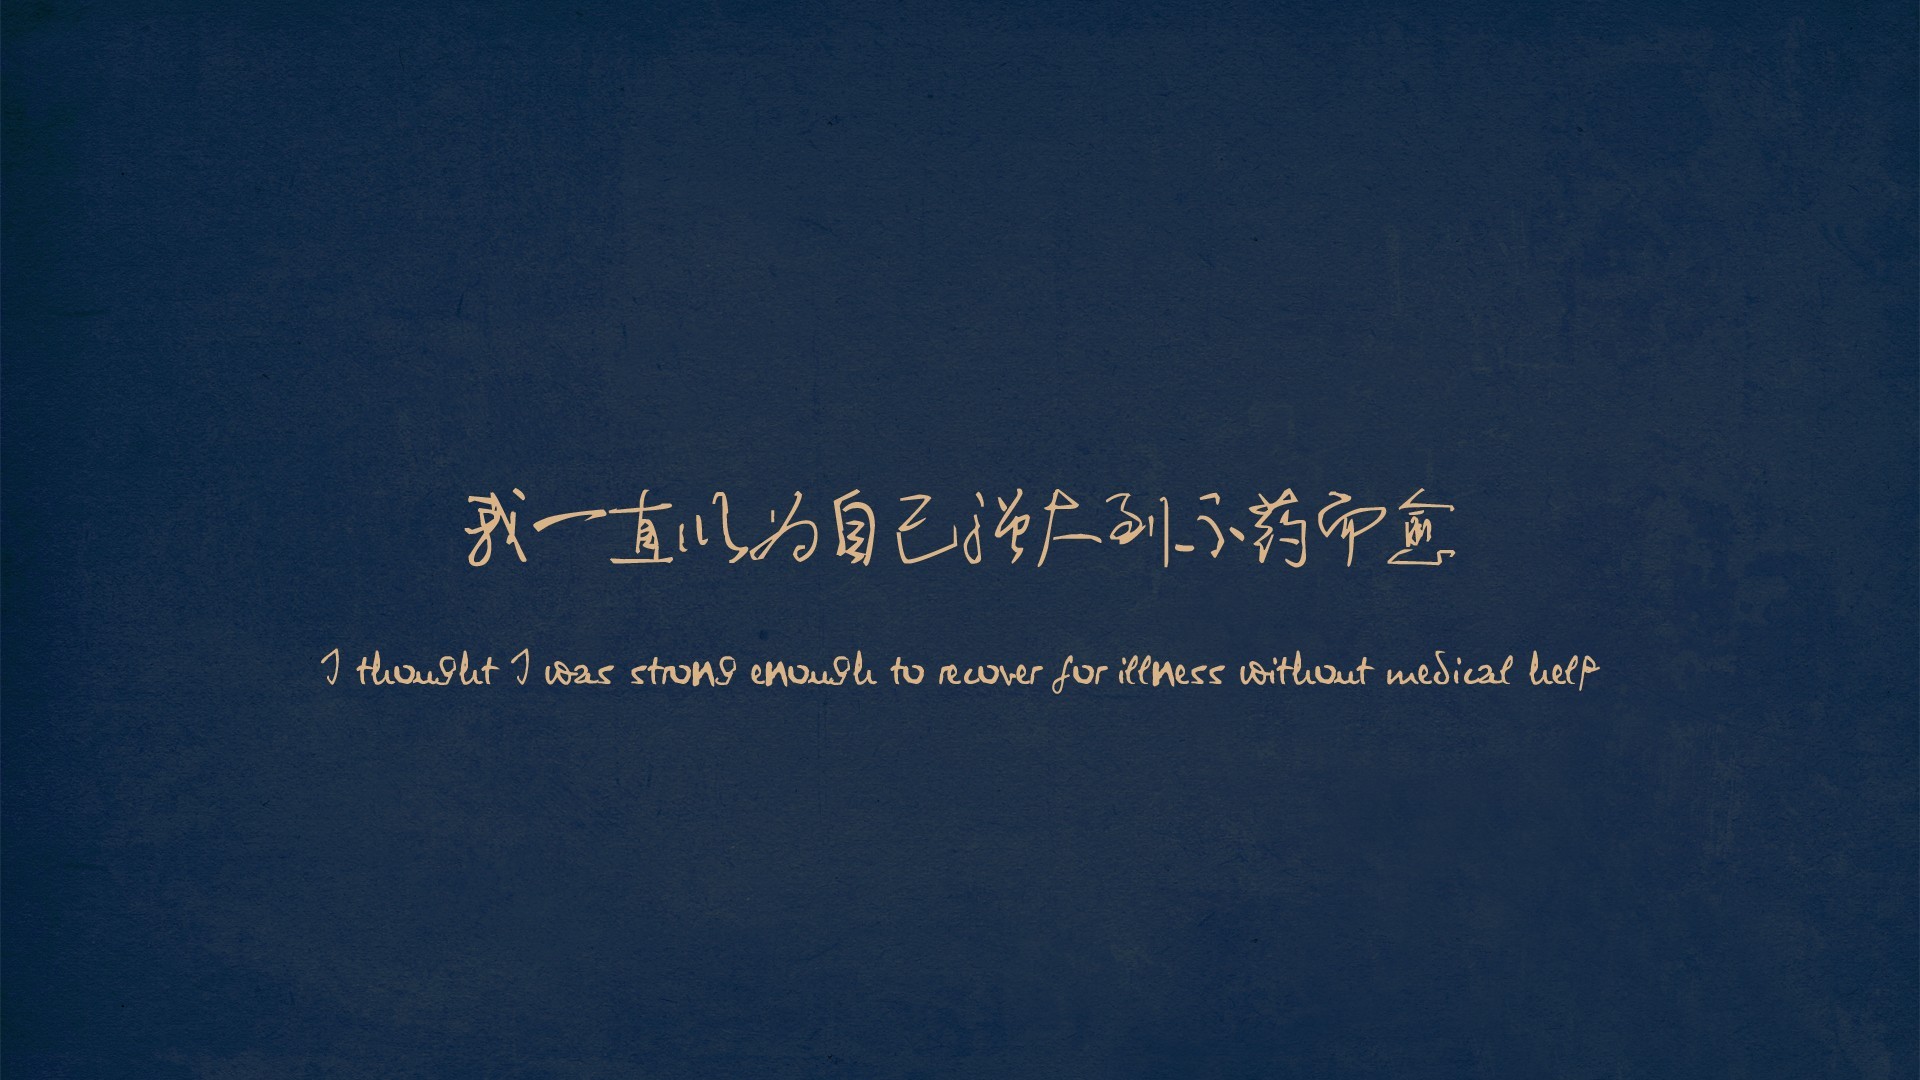 我一直以为自己强大到不药而愈
I thought I was strong enough to recover for illness without medical help